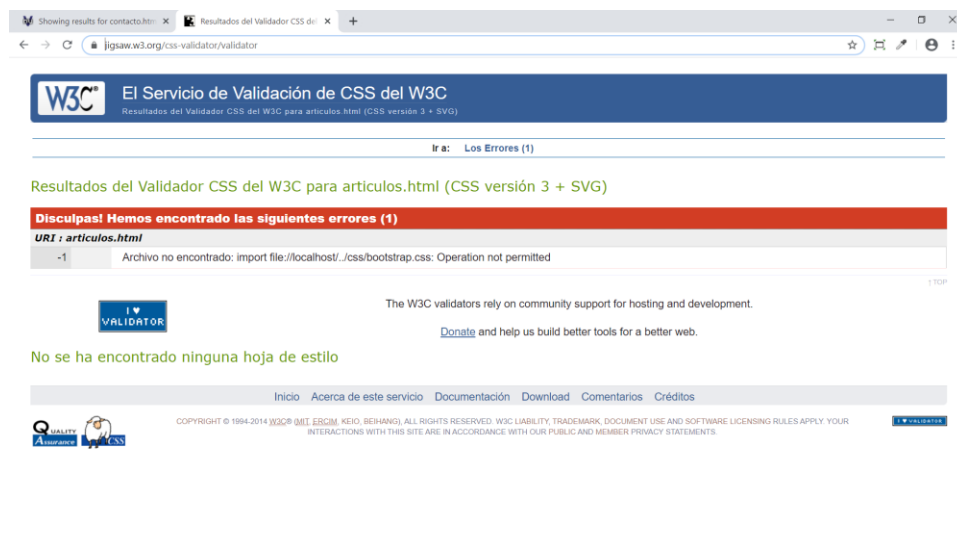 Showing results for contacto.htm
Resultados del Validador CSS del
jigsaw.w3.org/css-validator/validator
W3C®
El Servicio de Validación de CSS del W3C
Resultados del Validador CSS del W3C para articulos.html (CSS versión 3 + SVG)
Ir a: Los Errores (1)
Resultados del Validador CSS del W3C para articulos.html (CSS versión 3 + SVG)
Disculpas! Hemos encontrado las siguientes errores (1)
URI : articulos.html
-1 Archivo no encontrado: import file://localhost/../css/bootstrap.css: Operation not permitted
↑ TOP
I ♥
VALIDATOR
The W3C validators rely on community support for hosting and development.
Donate and help us build better tools for a better web.
No se ha encontrado ninguna hoja de estilo
Inicio Acerca de este servicio Documentación Download Comentarios Créditos
QUALITY
Assurance
CSS
COPYRIGHT © 1994-2014 W3C® (MIT, ERCIM, KEIO, BEIHANG), ALL RIGHTS RESERVED. W3C LIABILITY, TRADEMARK, DOCUMENT USE AND SOFTWARE LICENSING RULES APPLY. YOUR
INTERACTIONS WITH THIS SITE ARE IN ACCORDANCE WITH OUR PUBLIC AND MEMBER PRIVACY STATEMENTS.
I ♥ VALIDATOR